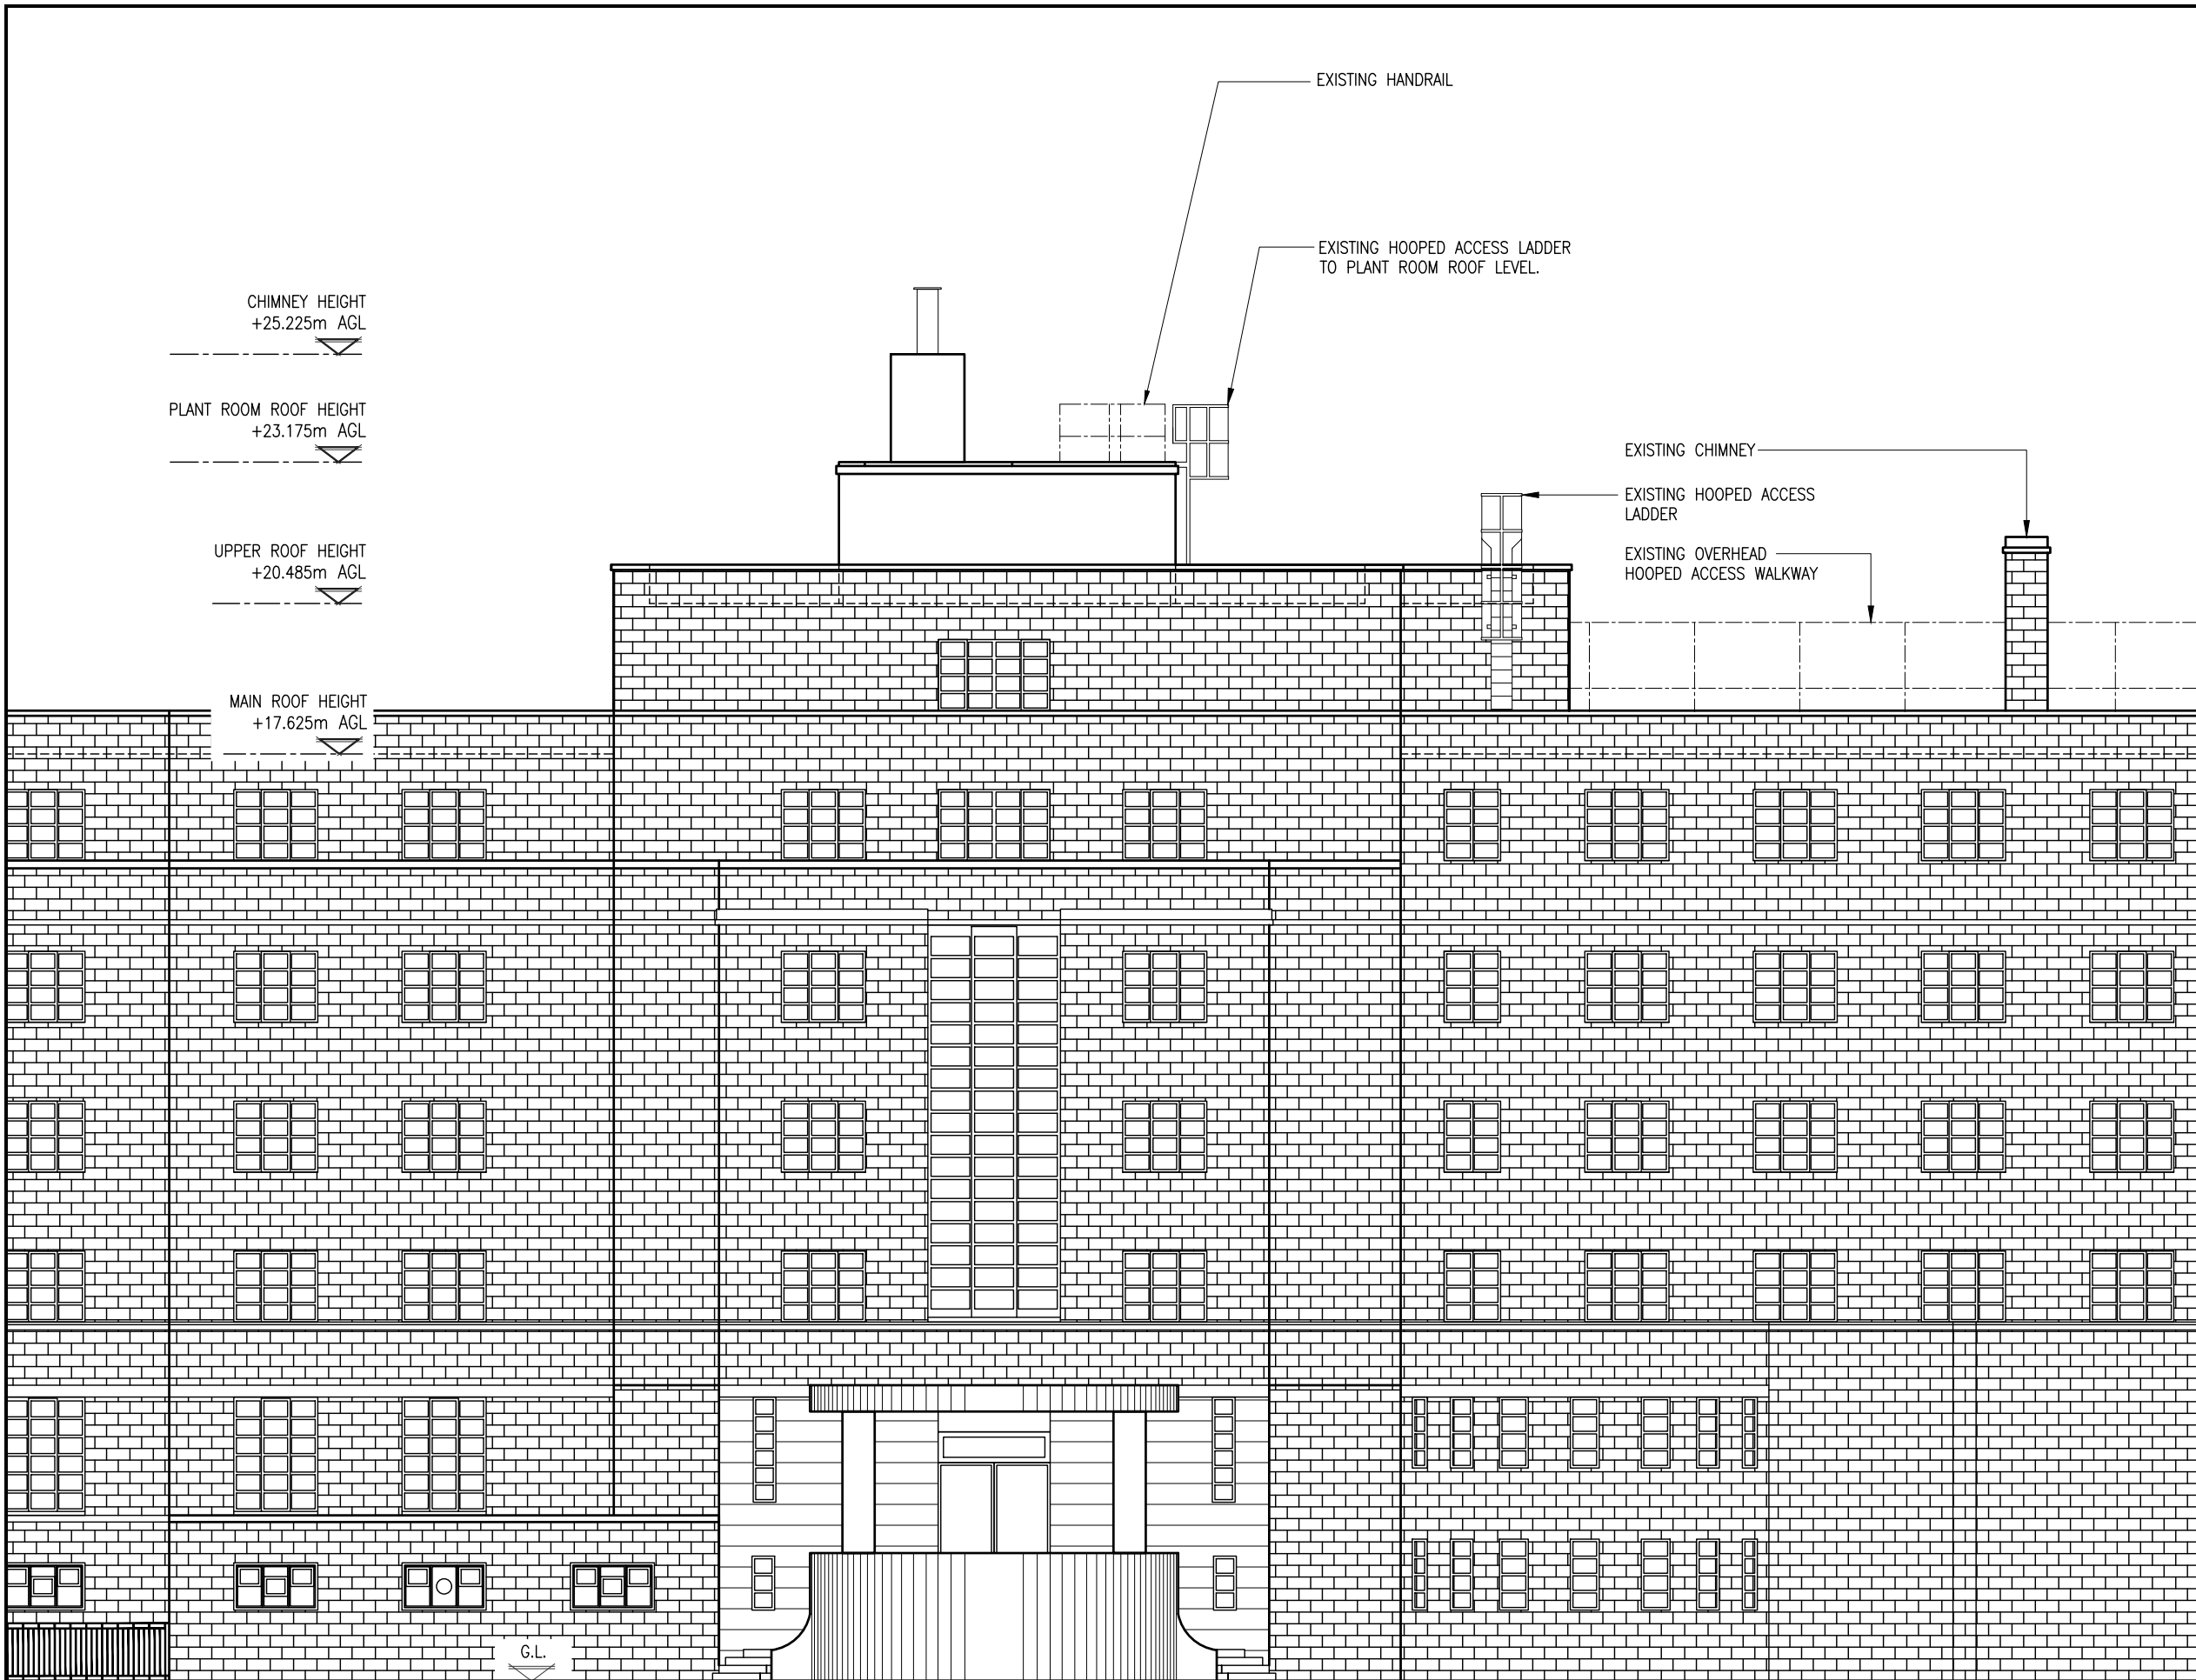 EXISTING HANDRAIL
EXISTING HOOPED ACCESS LADDER
TO PLANT ROOM ROOF LEVEL.
CHIMNEY HEIGHT
+25.225m AGL
PLANT ROOM ROOF HEIGHT
+23.175m AGL
EXISTING CHIMNEY
EXISTING HOOPED ACCESS
LADDER
UPPER ROOF HEIGHT
+20.485m AGL
EXISTING OVERHEAD
HOOPED ACCESS WALKWAY
MAIN ROOF HEIGHT
+17.625m AGL
G.L.